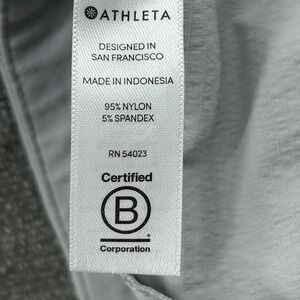 ATHLETA
DESIGNED IN
SAN FRANCISCO
MADE IN INDONESIA
95% NYLON
5% SPANDEX
RN 54023
Certified
B
Corporation